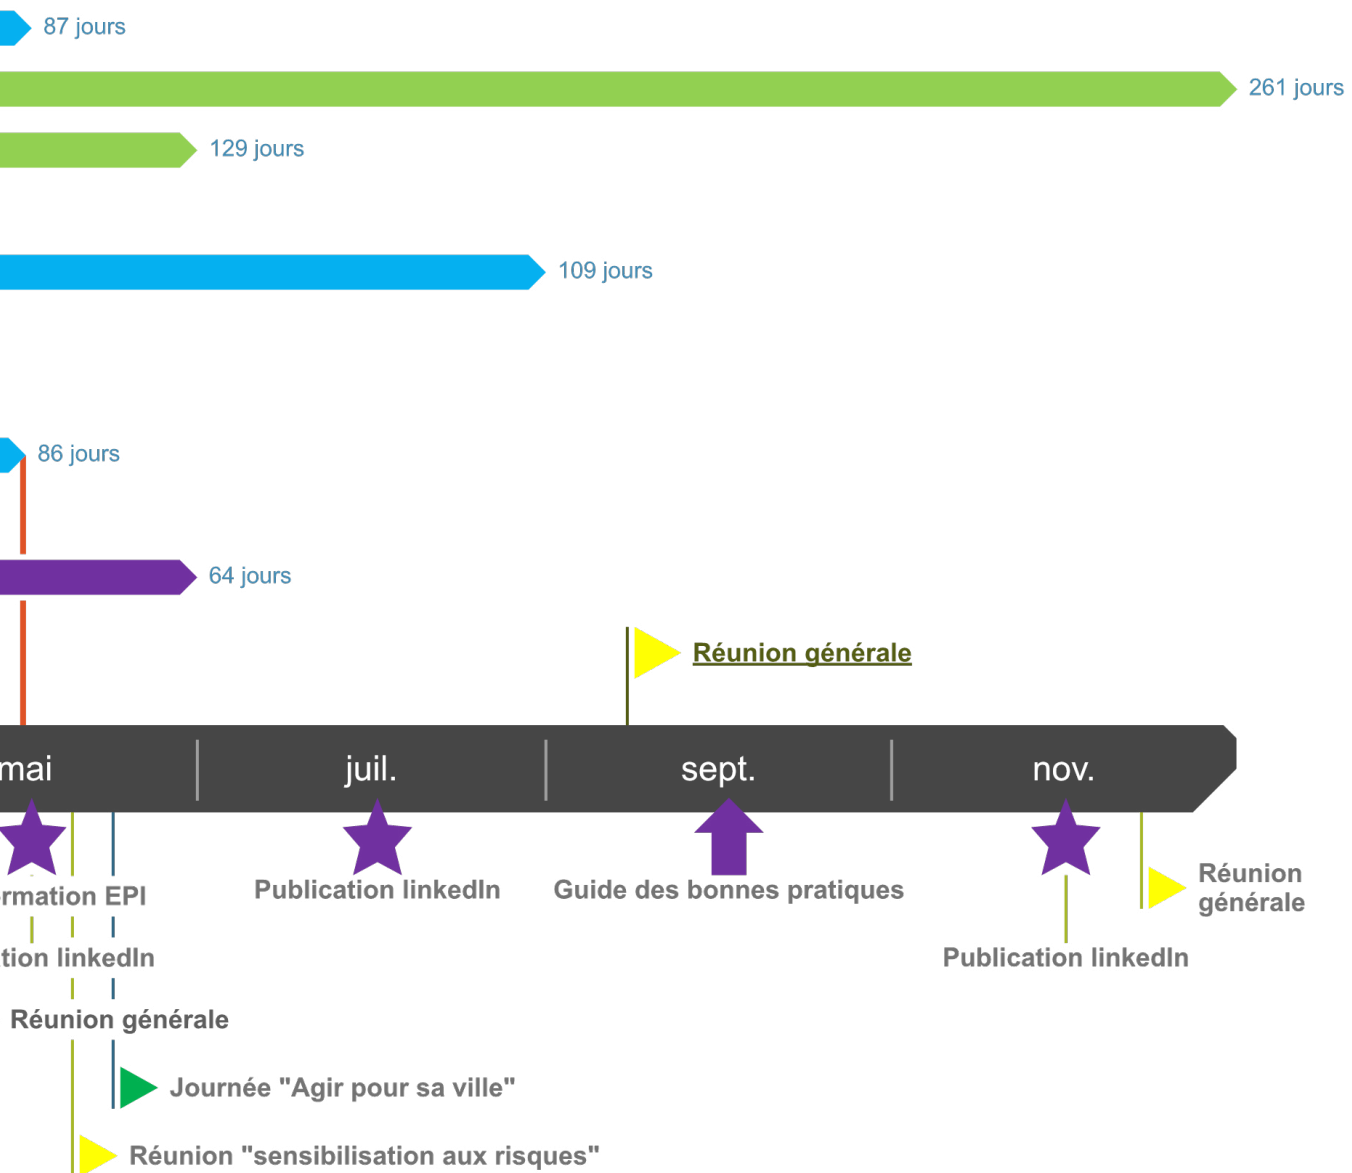 87 jours
261 jours
129 jours
109 jours
86 jours
64 jours
Réunion générale
mai juil. sept. nov.
rmation EPI
Publication linkedIn
Guide des bonnes pratiques
Réunion
générale
tion linkedIn
Publication linkedIn
Réunion générale
Journée "Agir pour sa ville"
Réunion "sensibilisation aux risques"